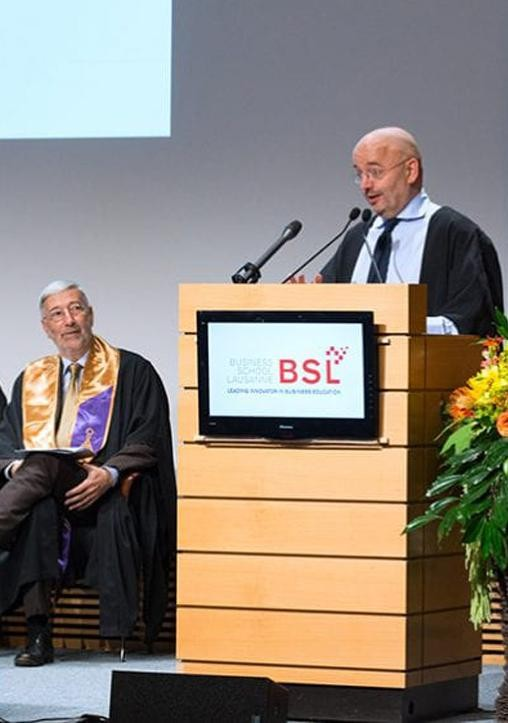 BUSINESS
SCHOOL
LAUSANNE
BSL
LEADING INNOVATOR IN BUSINESS EDUCATION